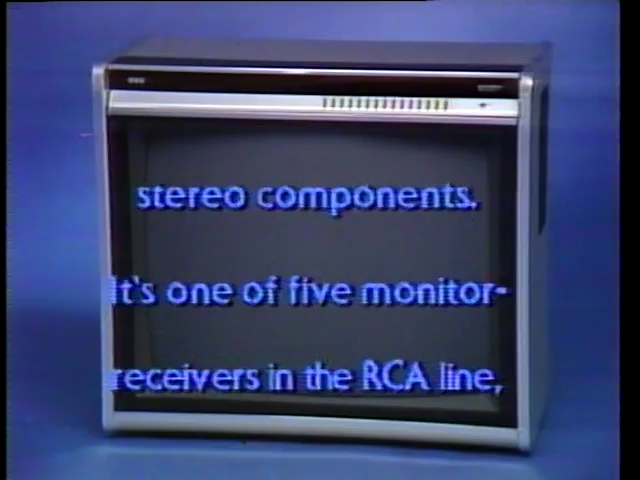 stereo components.
It's one of five monitor-
receivers in the RCA line,